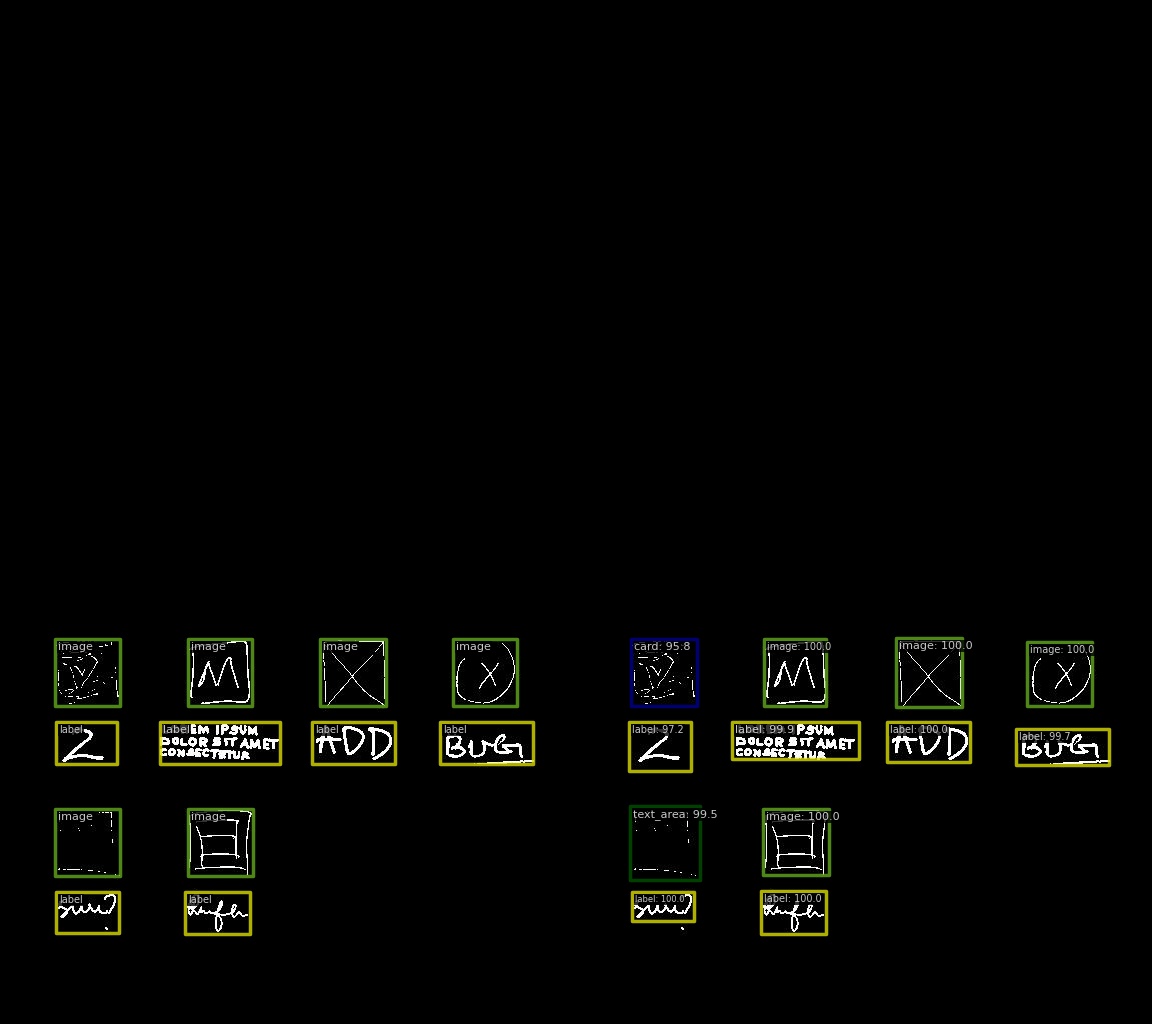 image image image image card: 95.8 image: 100.0 image: 100.0 image: 100.0
M X M X
label label label label label: 97.2 label: 99.9 label: 100.0 label: 99.7
EM IPSUM PSUM
2 DOLOR SIT AMET ADD BUG DOLOR SIT AMET BUG
CONSECTETUR CONSECTETUR
image image text_area: 99.5 image: 100.0
label label label: 100.0 label: 100.0